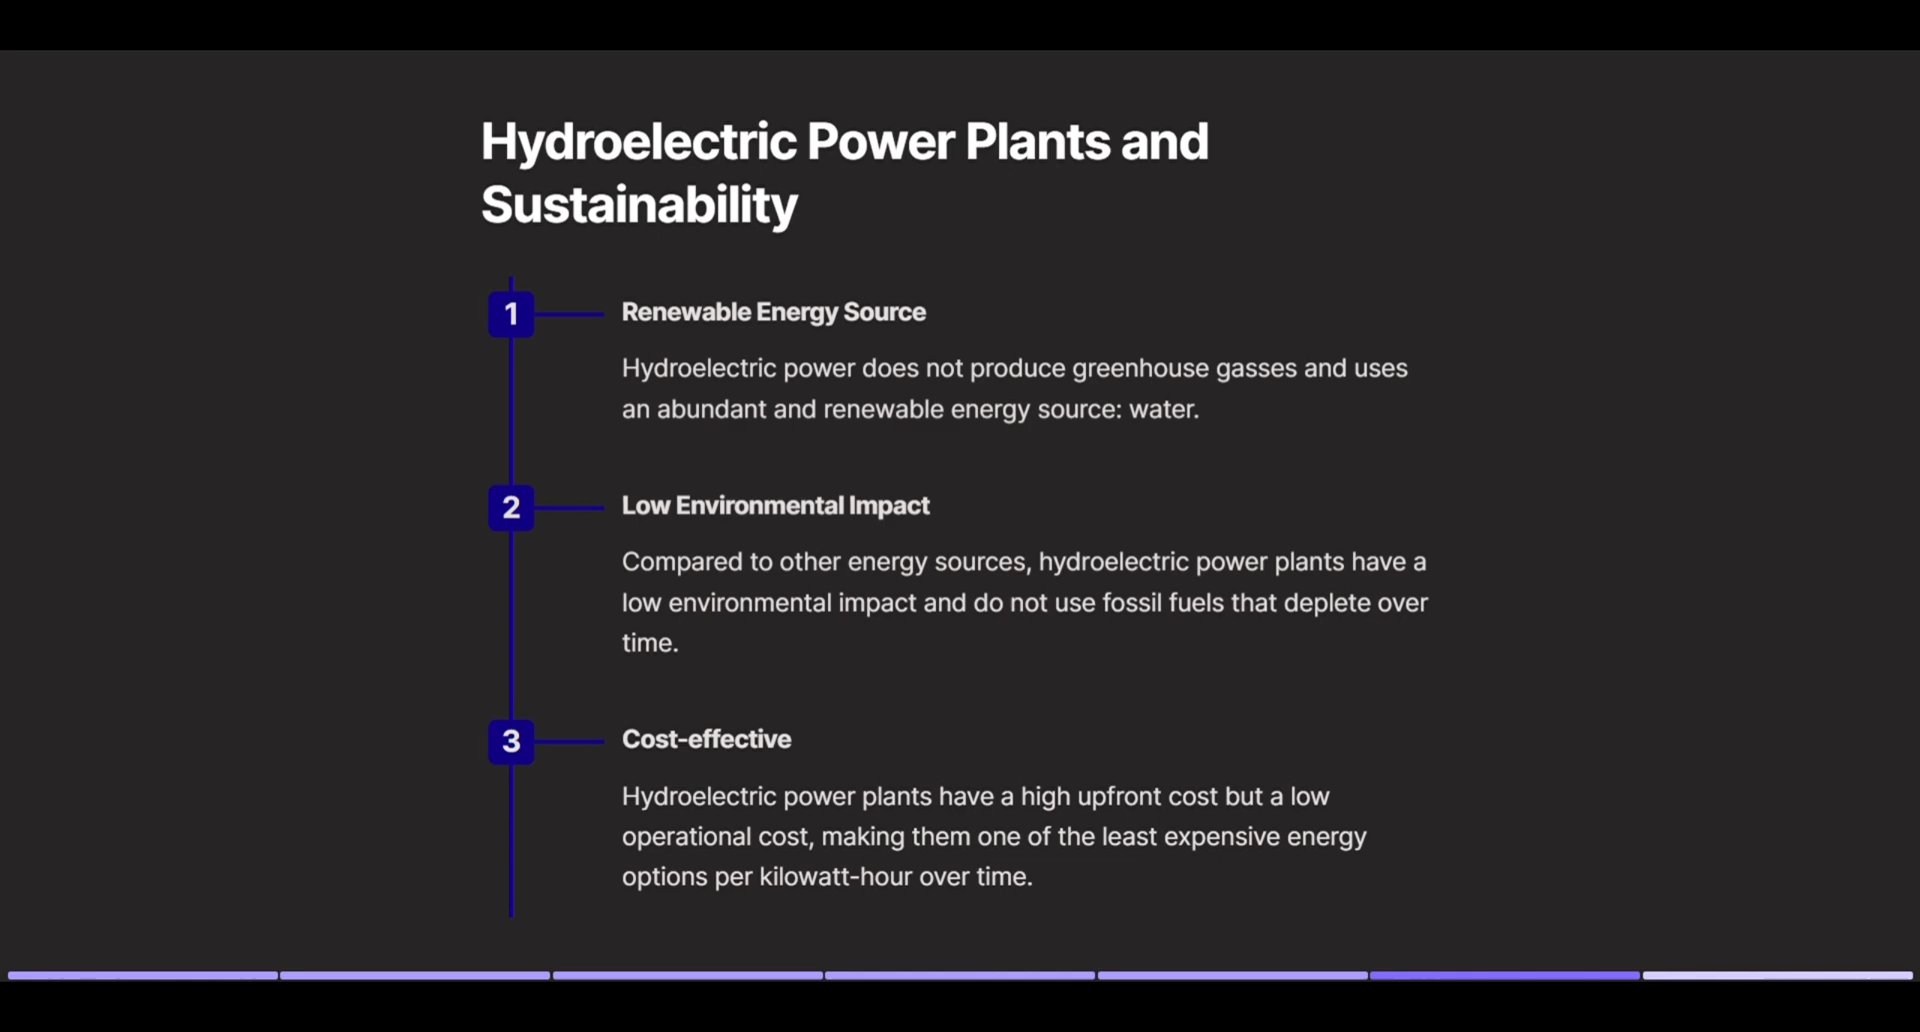 Hydroelectric Power Plants and
Sustainability
1
Renewable Energy Source
Hydroelectric power does not produce greenhouse gasses and uses
an abundant and renewable energy source: water.
2
Low Environmental Impact
Compared to other energy sources, hydroelectric power plants have a
low environmental impact and do not use fossil fuels that deplete over
time.
3
Cost-effective
Hydroelectric power plants have a high upfront cost but a low
operational cost, making them one of the least expensive energy
options per kilowatt-hour over time.